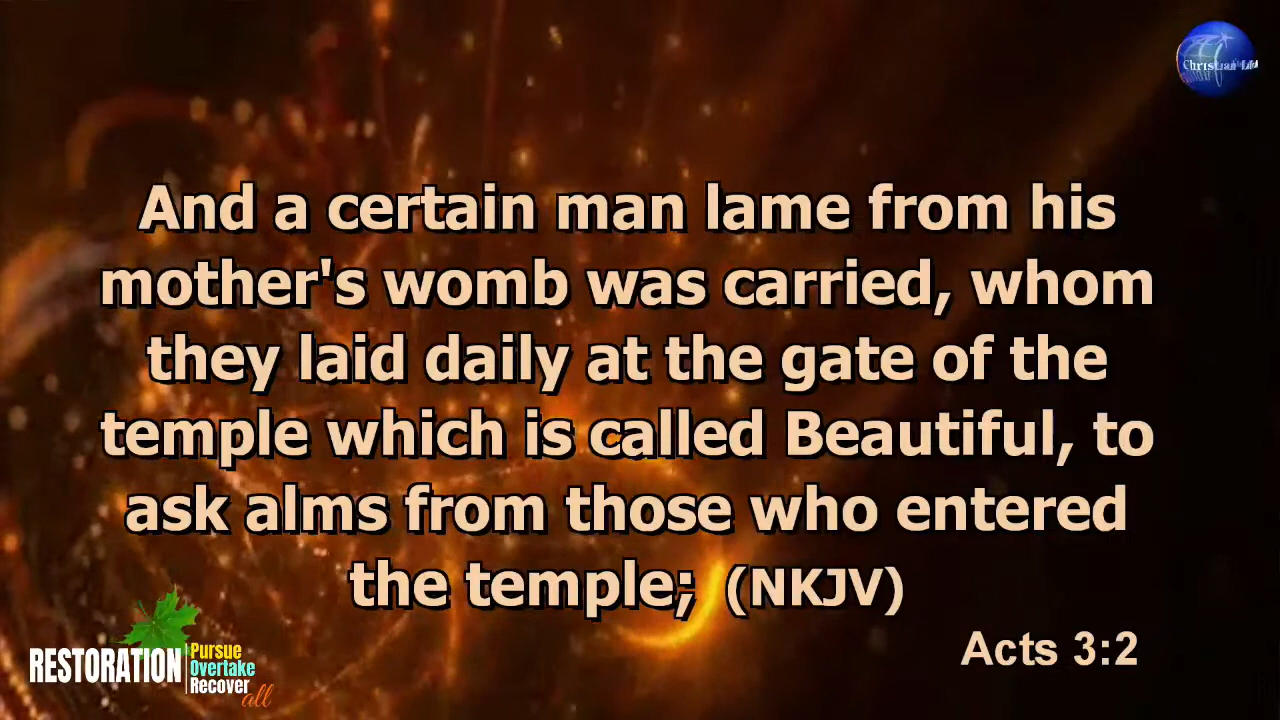 And a certain man lame from his
mother's womb was carried, whom
they laid daily at the gate of the
temple which is called Beautiful, to
ask alms from those who entered
the temple; (NKJV)
Acts 3:2
RESTORATION
Pursue
Overtake
Recover
all
Christian